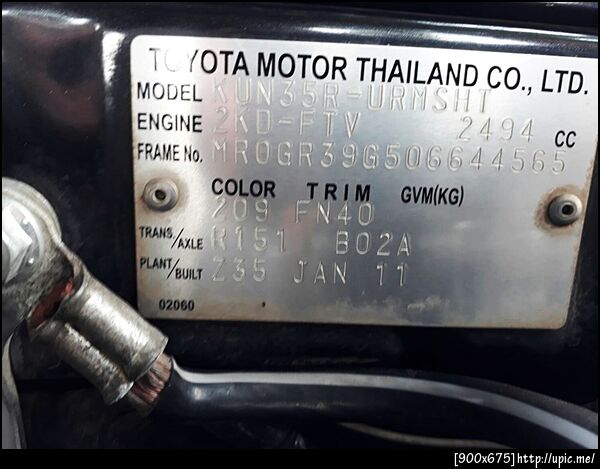 TOYOTA MOTOR THAILAND CO., LTD.
MODEL KUN35R-URMSHT
ENGINE 2KD-FTV 2494 CC
FRAME No. MR0GR39G506644565
COLOR TRIM GVM(KG)
209 FN40
TRANS/AXLE R151 B02A
PLANT/BUILT Z35 JAN 11
02060
[900x675]http://upic.me/